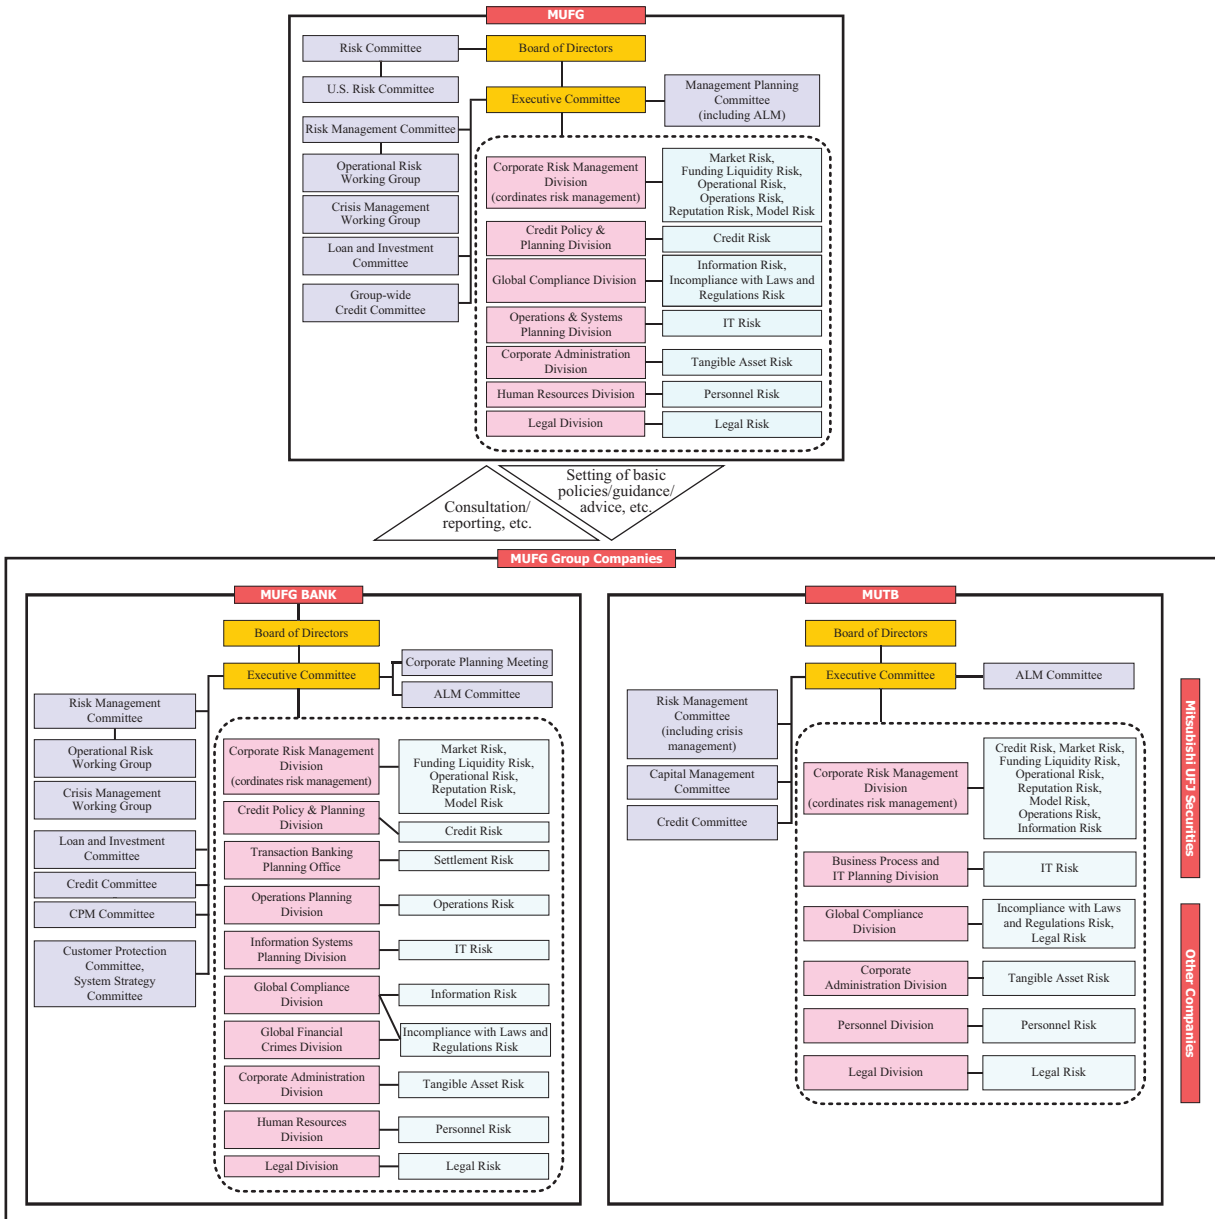 MUFG
Risk Committee
Board of Directors
U.S. Risk Committee
Executive Committee
Management Planning
Committee
(including ALM)
Risk Management Committee
Operational Risk
Working Group
Crisis Management
Working Group
Loan and Investment
Committee
Group-wide
Credit Committee
Corporate Risk Management
Division
(cordinates risk management)
Market Risk,
Funding Liquidity Risk,
Operational Risk,
Operations Risk,
Reputation Risk, Model Risk
Credit Policy &
Planning Division
Credit Risk
Global Compliance Division
Information Risk,
Incompliance with Laws and
Regulations Risk
Operations & Systems
Planning Division
IT Risk
Corporate Administration
Division
Tangible Asset Risk
Human Resources Division
Personnel Risk
Legal Division
Legal Risk
Consultation/
reporting, etc.
Setting of basic
policies/guidance/
advice, etc.
MUFG Group Companies
MUFG BANK
Board of Directors
Executive Committee
Corporate Planning Meeting
ALM Committee
Risk Management
Committee
Operational Risk
Working Group
Crisis Management
Working Group
Loan and Investment
Committee
Credit Committee
CPM Committee
Customer Protection
Committee,
System Strategy
Committee
Corporate Risk Management
Division
(cordinates risk management)
Market Risk,
Funding Liquidity Risk,
Operational Risk,
Reputation Risk,
Model Risk
Credit Policy & Planning
Division
Credit Risk
Transaction Banking
Planning Office
Settlement Risk
Operations Planning
Division
Operations Risk
Information Systems
Planning Division
IT Risk
Global Compliance
Division
Information Risk
Global Financial
Crimes Division
Incompliance with Laws and
Regulations Risk
Corporate Administration
Division
Tangible Asset Risk
Human Resources
Division
Personnel Risk
Legal Division
Legal Risk
MUTB
Board of Directors
Executive Committee
ALM Committee
Risk Management
Committee
(including crisis
management)
Capital Management
Committee
Credit Committee
Corporate Risk Management
Division
(cordinates risk management)
Credit Risk, Market Risk,
Funding Liquidity Risk,
Operational Risk,
Reputation Risk,
Model Risk,
Operations Risk,
Information Risk
Business Process and
IT Planning Division
IT Risk
Global Compliance
Division
Incompliance with Laws
and Regulations Risk,
Legal Risk
Corporate
Administration Division
Tangible Asset Risk
Personnel Division
Personnel Risk
Legal Division
Legal Risk
Mitsubishi UFJ Securities
Other Companies